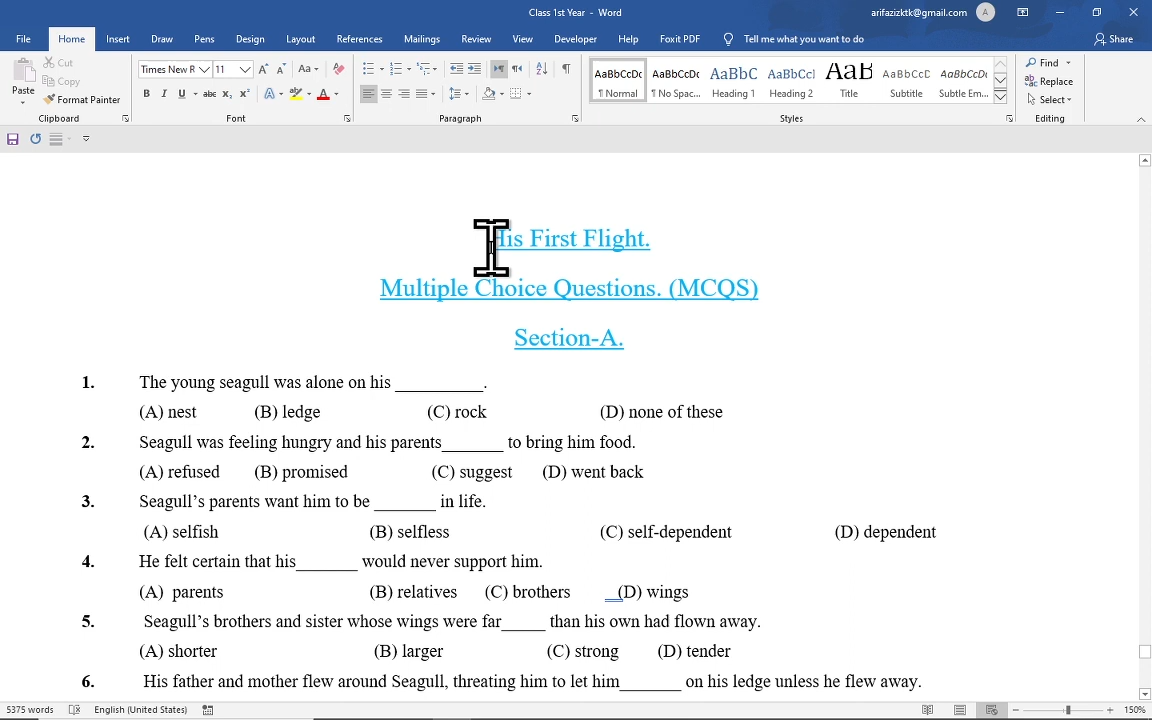 Class 1st Year - Word
arifazizktk@gmail.com A
File Home Insert Draw Pens Design Layout References Mailings Review View Developer Help Foxit PDF Tell me what you want to do Share
Paste Cut Copy Format Painter
Times New R 11 Aa
B I U abc x₂ x² A ab A
AaBbCcDc AaBbCcDc AaBbC AaBbCcI AaB AaBbCcD AaBbCcDc
¶ Normal ¶ No Spac... Heading 1 Heading 2 Title Subtitle Subtle Em...
Find Replace Select
Clipboard Font Paragraph Styles Editing
His First Flight.
Multiple Choice Questions. (MCQS)
Section-A.
1. The young seagull was alone on his __________.
(A) nest (B) ledge (C) rock (D) none of these
2. Seagull was feeling hungry and his parents_______ to bring him food.
(A) refused (B) promised (C) suggest (D) went back
3. Seagull’s parents want him to be _______ in life.
(A) selfish (B) selfless (C) self-dependent (D) dependent
4. He felt certain that his_______ would never support him.
(A) parents (B) relatives (C) brothers (D) wings
5. Seagull’s brothers and sister whose wings were far_____ than his own had flown away.
(A) shorter (B) larger (C) strong (D) tender
6. His father and mother flew around Seagull, threating him to let him_______ on his ledge unless he flew away.
5375 words English (United States) 150%